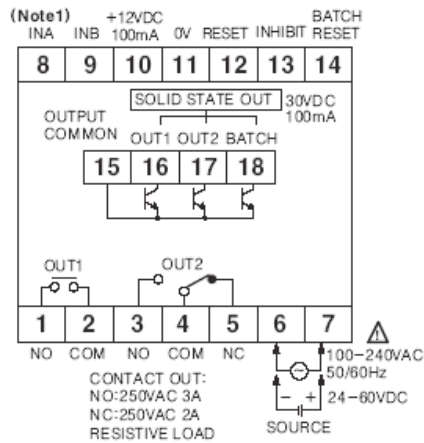 (Note1)
INA INB +12VDC 100mA 0V RESET INHIBIT BATCH RESET
8 9 10 11 12 13 14
SOLID STATE OUT 30VDC 100mA
OUTPUT COMMON
OUT1 OUT2 BATCH
15 16 17 18
OUT1 OUT2
1 2 3 4 5 6 7
NO COM NO COM NC
100-240VAC
50/60Hz
24-60VDC
- +
SOURCE
CONTACT OUT:
NO:250VAC 3A
NC:250VAC 2A
RESISTIVE LOAD